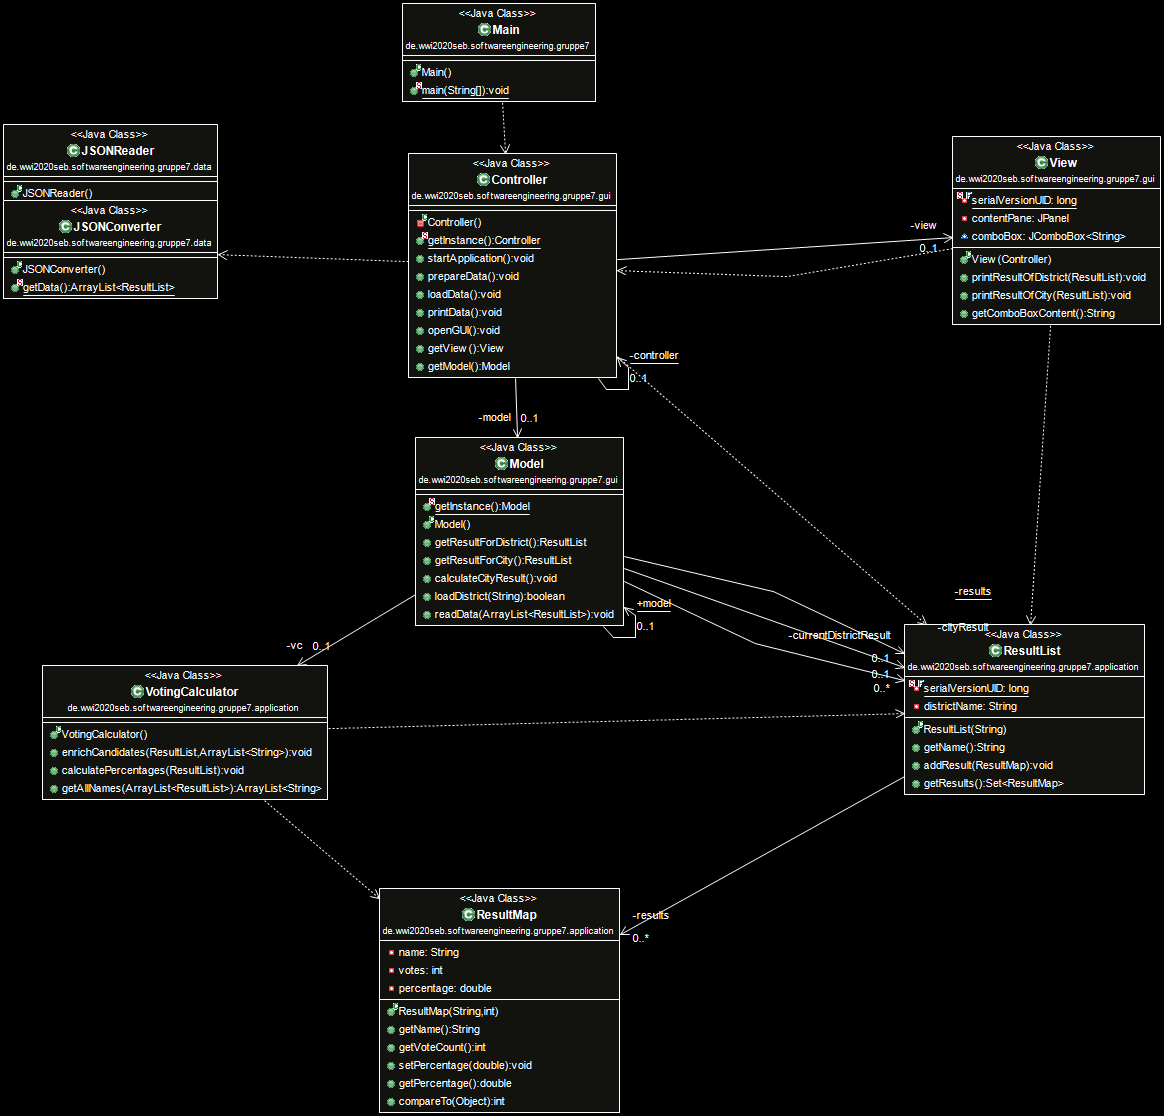 <<Java Class>>
Main
de.wwi2020seb.softwareengineering.gruppe7
Main()
main(String[]):void
<<Java Class>>
JSONReader
de.wwi2020seb.softwareengineering.gruppe7.data
JSONReader()
<<Java Class>>
JSONConverter
de.wwi2020seb.softwareengineering.gruppe7.data
JSONConverter()
getData():ArrayList<ResultList>
<<Java Class>>
Controller
de.wwi2020seb.softwareengineering.gruppe7.gui
Controller()
getInstance():Controller
startApplication():void
prepareData():void
loadData():void
printData():void
openGUI():void
getView():View
getModel():Model
-view
0..1
<<Java Class>>
View
de.wwi2020seb.softwareengineering.gruppe7.gui
serialVersionUID: long
contentPane: JPanel
comboBox: JComboBox<String>
View(Controller)
printResultOfDistrict(ResultList):void
printResultOfCity(ResultList):void
getComboBoxContent():String
-controller
0..1
-model
0..1
<<Java Class>>
Model
de.wwi2020seb.softwareengineering.gruppe7.gui
getInstance():Model
Model()
getResultForDistrict():ResultList
getResultForCity():ResultList
calculateCityResult():void
loadDistrict(String):boolean
readData(ArrayList<ResultList>):void
+model
0..1
-results
-cityResult
-currentDistrictResult
0..1
0..1
0..*
-vc
0..1
<<Java Class>>
ResultList
de.wwi2020seb.softwareengineering.gruppe7.application
serialVersionUID: long
districtName: String
ResultList(String)
getName():String
addResult(ResultMap):void
getResults():Set<ResultMap>
<<Java Class>>
VotingCalculator
de.wwi2020seb.softwareengineering.gruppe7.application
VotingCalculator()
enrichCandidates(ResultList,ArrayList<String>):void
calculatePercentages(ResultList):void
getAllNames(ArrayList<ResultList>):ArrayList<String>
-results
0..*
<<Java Class>>
ResultMap
de.wwi2020seb.softwareengineering.gruppe7.application
name: String
votes: int
percentage: double
ResultMap(String,int)
getName():String
getVoteCount():int
setPercentage(double):void
getPercentage():double
compareTo(Object):int